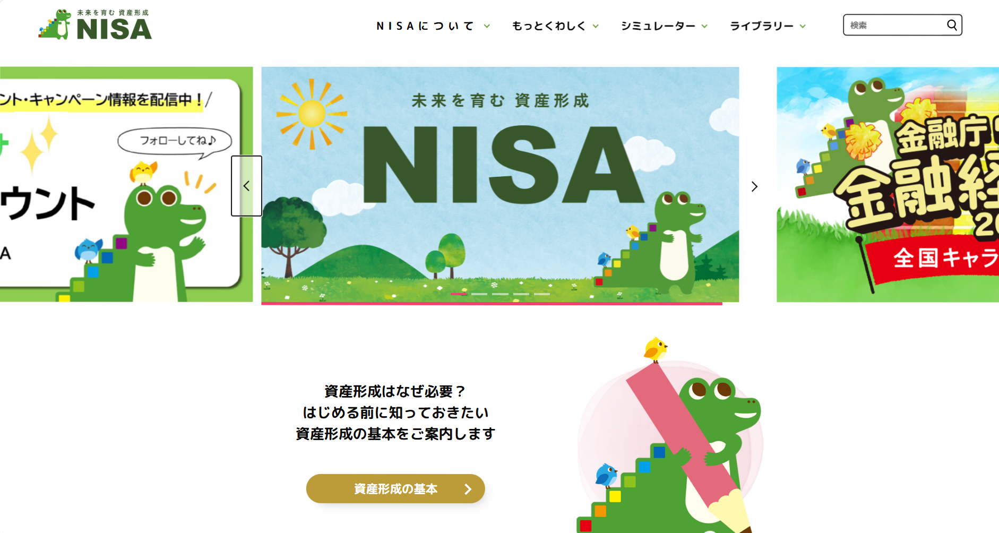 未来を育む 資産形成
NISA
NISAについて
もっとくわしく
シミュレーター
ライブラリー
検索
ント・キャンペーン情報を配信中！/
フォローしてね♪
ウント
A
未来を育む 資産形成
NISA
金融庁
金融経
20
全国キャラ
資産形成はなぜ必要？
はじめる前に知っておきたい
資産形成の基本をご案内します
資産形成の基本